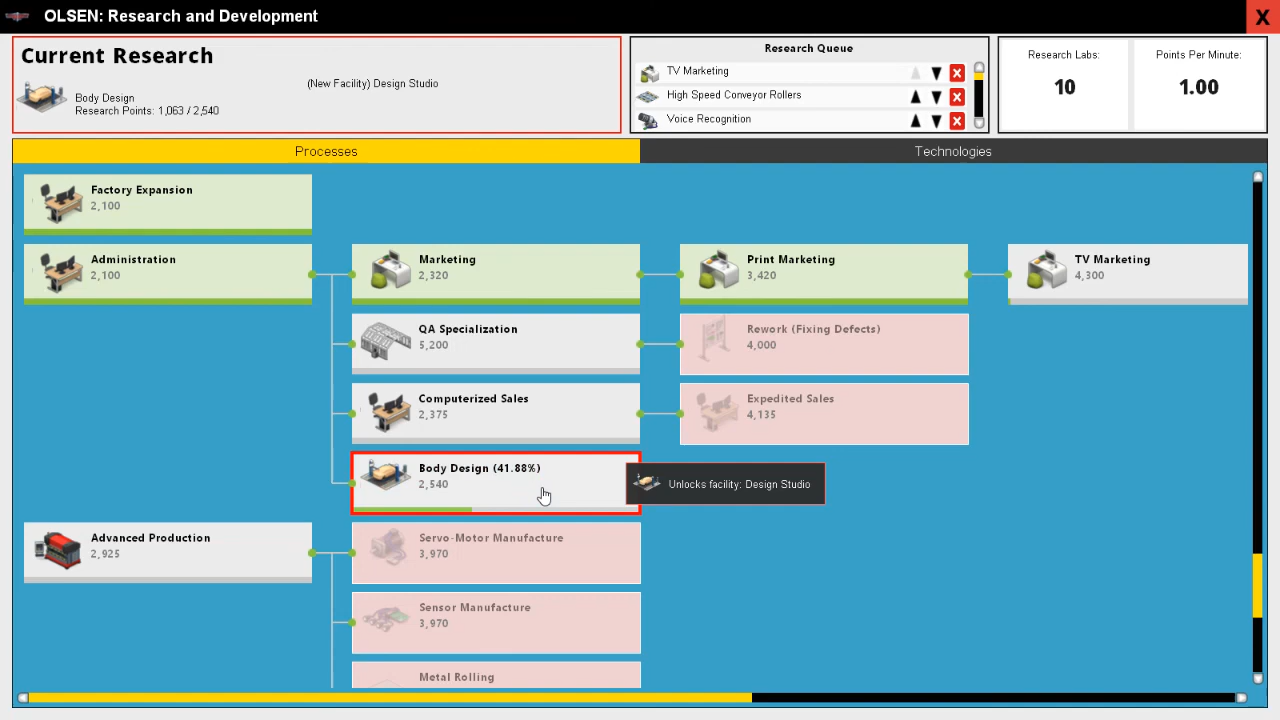 OLSEN: Research and Development
X
Current Research
(New Facility) Design Studio
Body Design
Research Points: 1,063 / 2,540
Research Queue
TV Marketing
High Speed Conveyor Rollers
Voice Recognition
Research Labs:
10
Points Per Minute:
1.00
Processes
Technologies
Factory Expansion
2,100
Administration
2,100
Marketing
2,320
Print Marketing
3,420
TV Marketing
4,300
QA Specialization
5,200
Rework (Fixing Defects)
4,000
Computerized Sales
2,375
Expedited Sales
4,135
Body Design (41.88%)
2,540
Unlocks facility: Design Studio
Advanced Production
2,925
Servo-Motor Manufacture
3,970
Sensor Manufacture
3,970
Metal Rolling